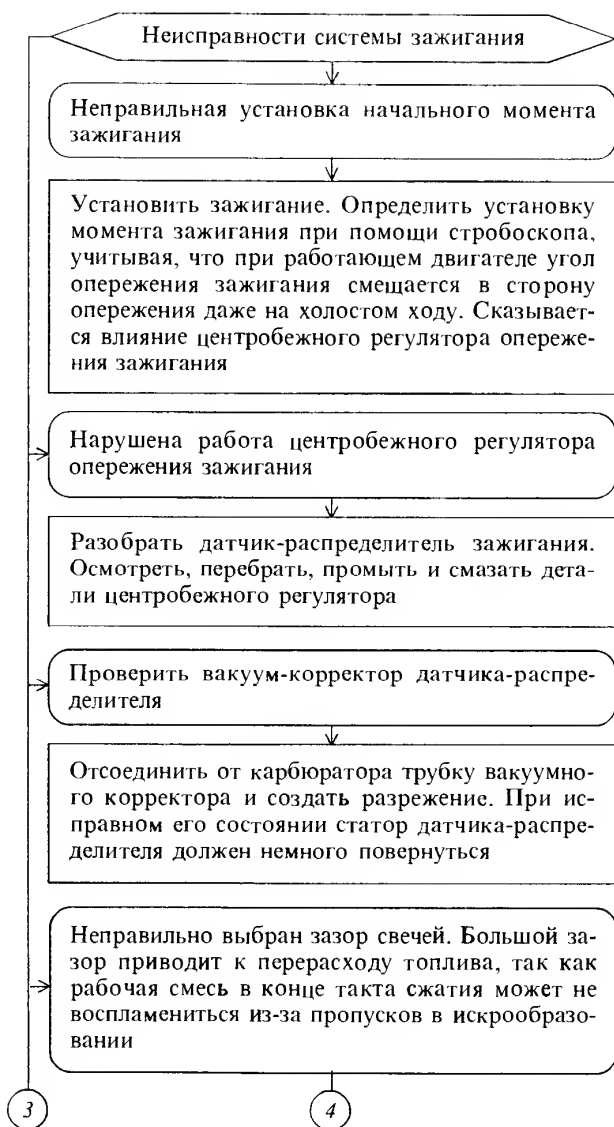 Неисправности системы зажигания
Неправильная установка начального момента
зажигания
Установить зажигание. Определить установку
момента зажигания при помощи стробоскопа,
учитывая, что при работающем двигателе угол
опережения зажигания смещается в сторону
опережения даже на холостом ходу. Сказывает-
ся влияние центробежного регулятора опереже-
ния зажигания
Нарушена работа центробежного регулятора
опережения зажигания
Разобрать датчик-распределитель зажигания.
Осмотреть, перебрать, промыть и смазать дета-
ли центробежного регулятора
Проверить вакуум-корректор датчика-распре-
делителя
Отсоединить от карбюратора трубку вакуумно-
го корректора и создать разрежение. При ис-
правном его состоянии статор датчика-распре-
делителя должен немного повернуться
Неправильно выбран зазор свечей. Большой за-
зор приводит к перерасходу топлива, так как
рабочая смесь в конце такта сжатия может не
воспламениться из-за пропусков в искрообразо-
вании
3 4